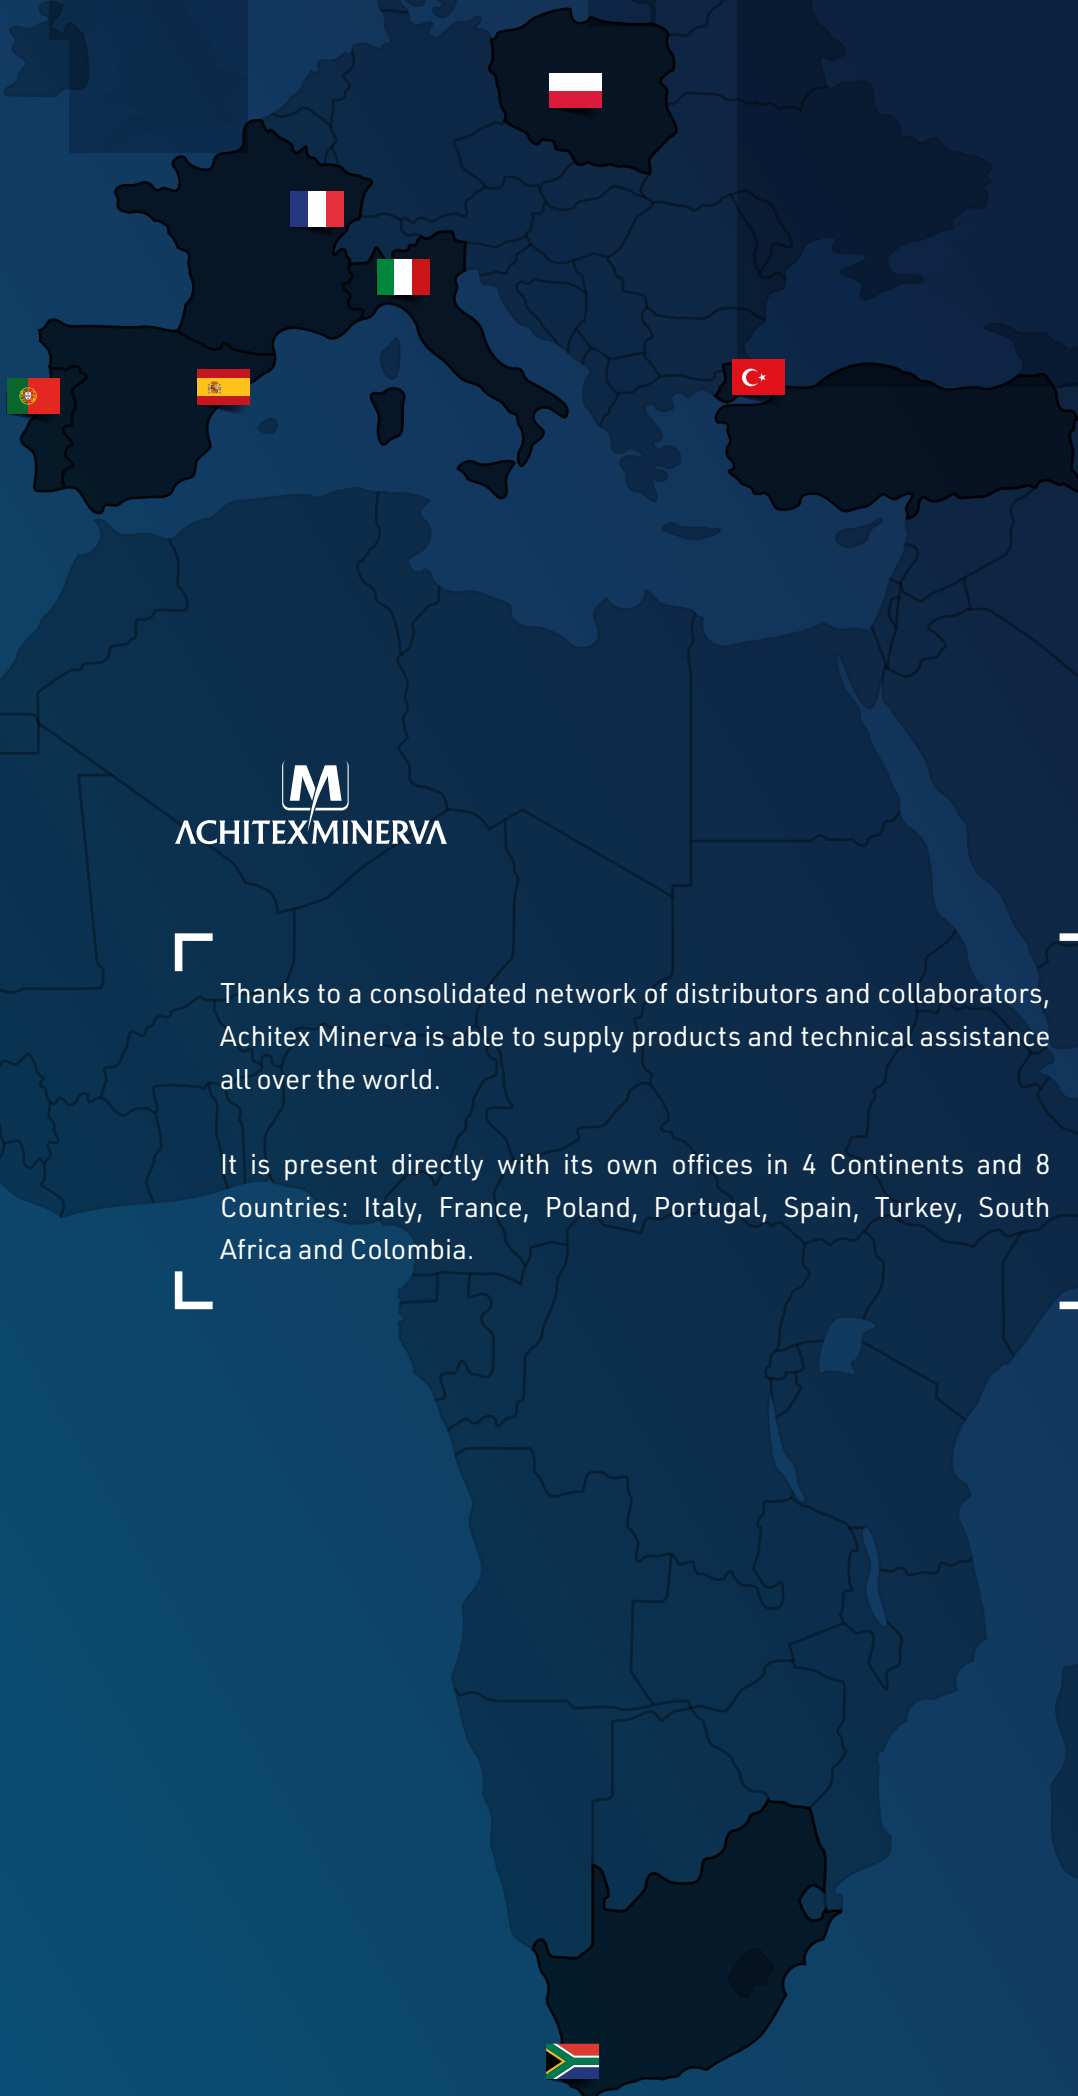 M
ACHITEX MINERVA
Thanks to a consolidated network of distributors and collaborators,
Achitex Minerva is able to supply products and technical assistance
all over the world.
It is present directly with its own offices in 4 Continents and 8
Countries: Italy, France, Poland, Portugal, Spain, Turkey, South
Africa and Colombia.